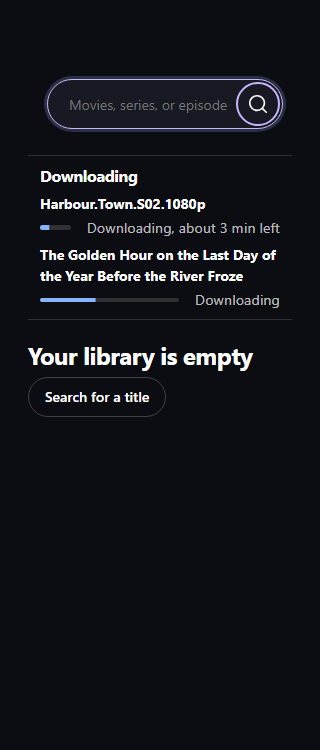 Movies, series, or episode
Downloading
Harbour.Town.S02.1080p
Downloading, about 3 min left
The Golden Hour on the Last Day of
the Year Before the River Froze
Downloading
Your library is empty
Search for a title